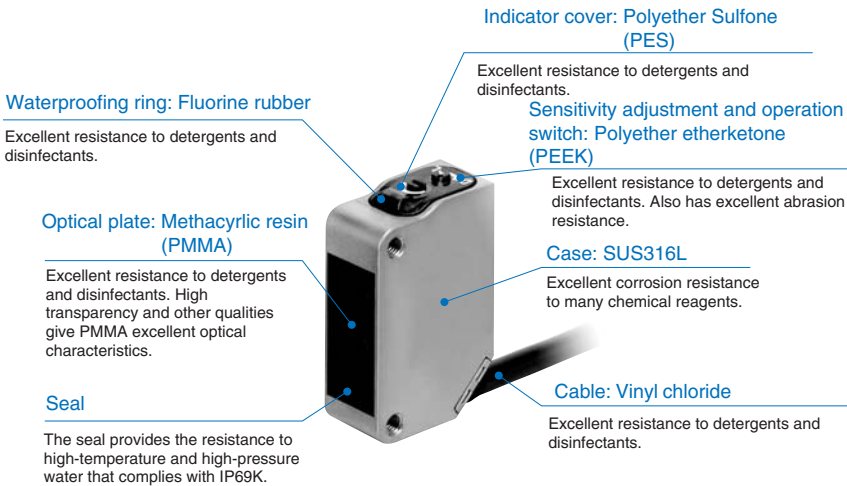 Indicator cover: Polyether Sulfone
(PES)
Excellent resistance to detergents and
disinfectants.
Waterproofing ring: Fluorine rubber
Excellent resistance to detergents and
disinfectants.
Sensitivity adjustment and operation
switch: Polyether etherketone
(PEEK)
Excellent resistance to detergents and
disinfectants. Also has excellent abrasion
resistance.
Optical plate: Methacyrlic resin
(PMMA)
Excellent resistance to detergents
and disinfectants. High
transparency and other qualities
give PMMA excellent optical
characteristics.
Case: SUS316L
Excellent corrosion resistance
to many chemical reagents.
Seal
The seal provides the resistance to
high-temperature and high-pressure
water that complies with IP69K.
Cable: Vinyl chloride
Excellent resistance to detergents and
disinfectants.